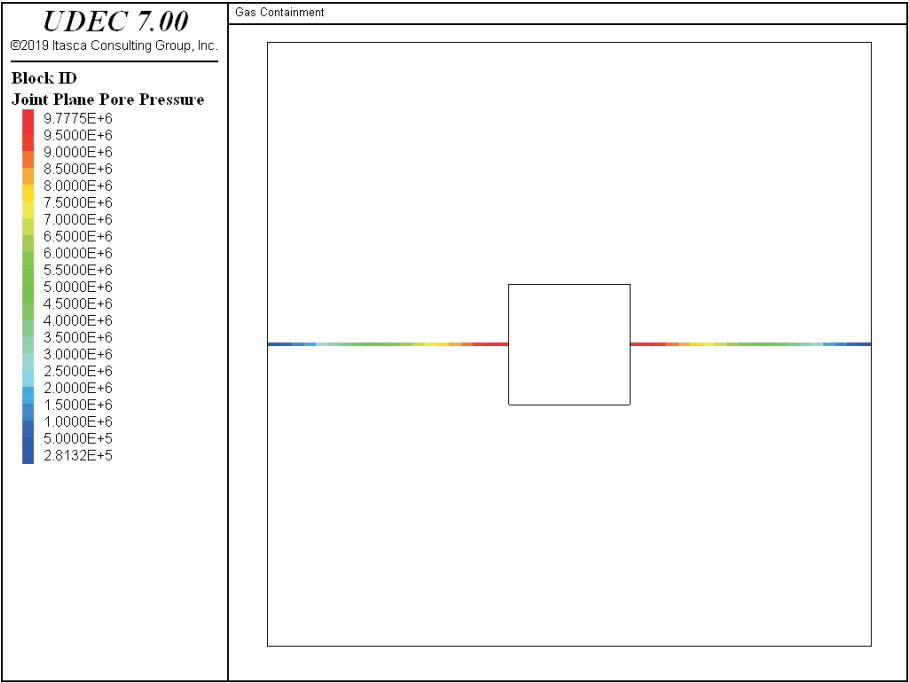 UDEC 7.00
©2019 Itasca Consulting Group, Inc.
Block ID
Joint Plane Pore Pressure
9.7775E+6
9.5000E+6
9.0000E+6
8.5000E+6
8.0000E+6
7.5000E+6
7.0000E+6
6.5000E+6
6.0000E+6
5.5000E+6
5.0000E+6
4.5000E+6
4.0000E+6
3.5000E+6
3.0000E+6
2.5000E+6
2.0000E+6
1.5000E+6
1.0000E+6
5.0000E+5
2.8132E+5
Gas Containment